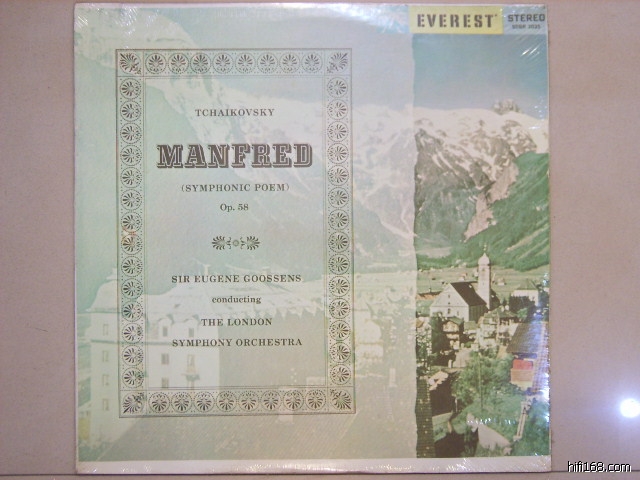 EVEREST
STEREO
TCHAIKOVSKY
MANFRED
(SYMPHONIC POEM)
Op. 58
SIR EUGENE GOOSSENS
conducting
THE LONDON
SYMPHONY ORCHESTRA
hifi168.com